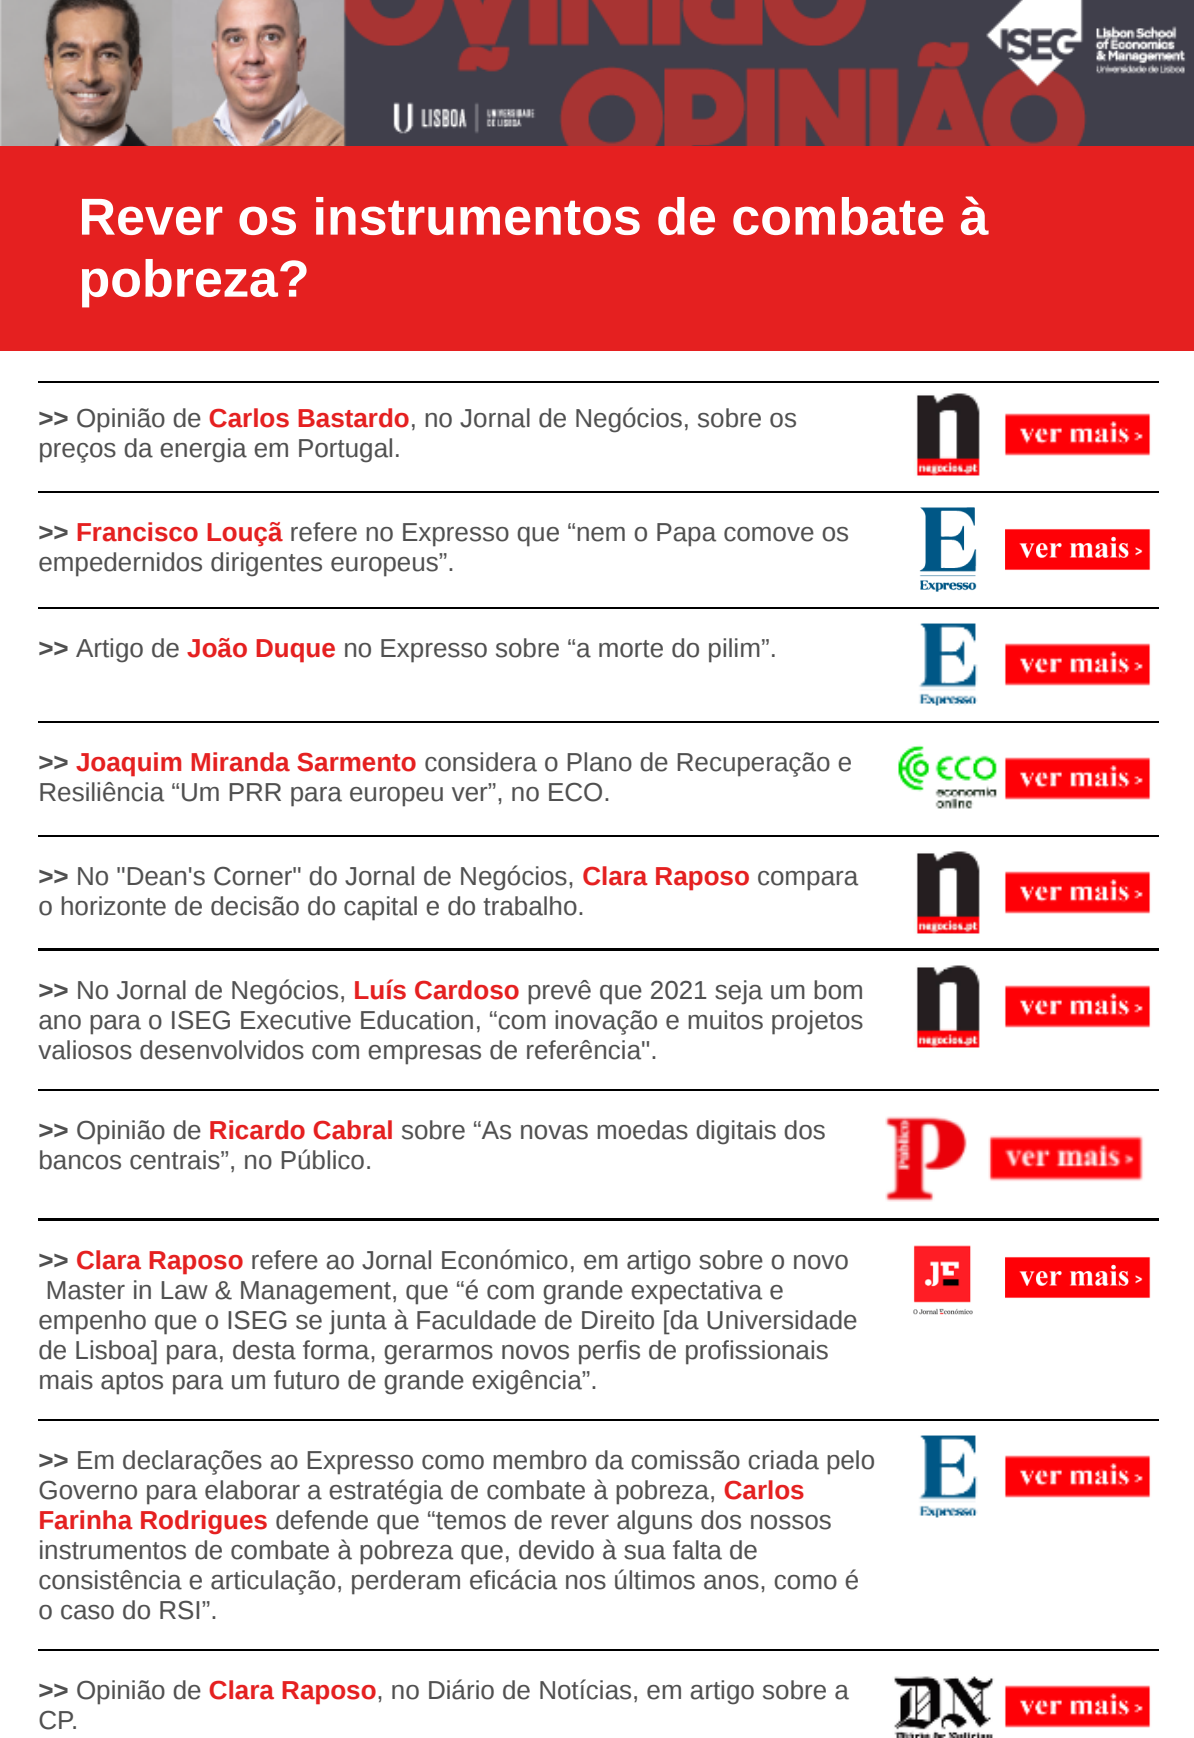 OPINIÃO
OPINIÃO
U LISBOA | UNIVERSIDADE
DE LISBOA
ISEG
Lisbon School
of Economics
& Management
Universidade de Lisboa
Rever os instrumentos de combate à
pobreza?
>> Opinião de Carlos Bastardo, no Jornal de Negócios, sobre os
preços da energia em Portugal.
n
negocios.pt
ver mais >
>> Francisco Louçã refere no Expresso que “nem o Papa comove os
empedernidos dirigentes europeus”.
E
Expresso
ver mais >
>> Artigo de João Duque no Expresso sobre “a morte do pilim”.
E
Expresso
ver mais >
>> Joaquim Miranda Sarmento considera o Plano de Recuperação e
Resiliência “Um PRR para europeu ver”, no ECO.
ECO
economia
online
ver mais >
>> No "Dean's Corner" do Jornal de Negócios, Clara Raposo compara
o horizonte de decisão do capital e do trabalho.
n
negocios.pt
ver mais >
>> No Jornal de Negócios, Luís Cardoso prevê que 2021 seja um bom
ano para o ISEG Executive Education, “com inovação e muitos projetos
valiosos desenvolvidos com empresas de referência".
n
negocios.pt
ver mais >
>> Opinião de Ricardo Cabral sobre “As novas moedas digitais dos
bancos centrais”, no Público.
P
Público
ver mais >
>> Clara Raposo refere ao Jornal Económico, em artigo sobre o novo
Master in Law & Management, que “é com grande expectativa e
empenho que o ISEG se junta à Faculdade de Direito [da Universidade
de Lisboa] para, desta forma, gerarmos novos perfis de profissionais
mais aptos para um futuro de grande exigência”.
JE
O Jornal Económico
ver mais >
>> Em declarações ao Expresso como membro da comissão criada pelo
Governo para elaborar a estratégia de combate à pobreza, Carlos
Farinha Rodrigues defende que “temos de rever alguns dos nossos
instrumentos de combate à pobreza que, devido à sua falta de
consistência e articulação, perderam eficácia nos últimos anos, como é
o caso do RSI”.
E
Expresso
ver mais >
>> Opinião de Clara Raposo, no Diário de Notícias, em artigo sobre a
CP.
DN
Diário de Notícias
ver mais >